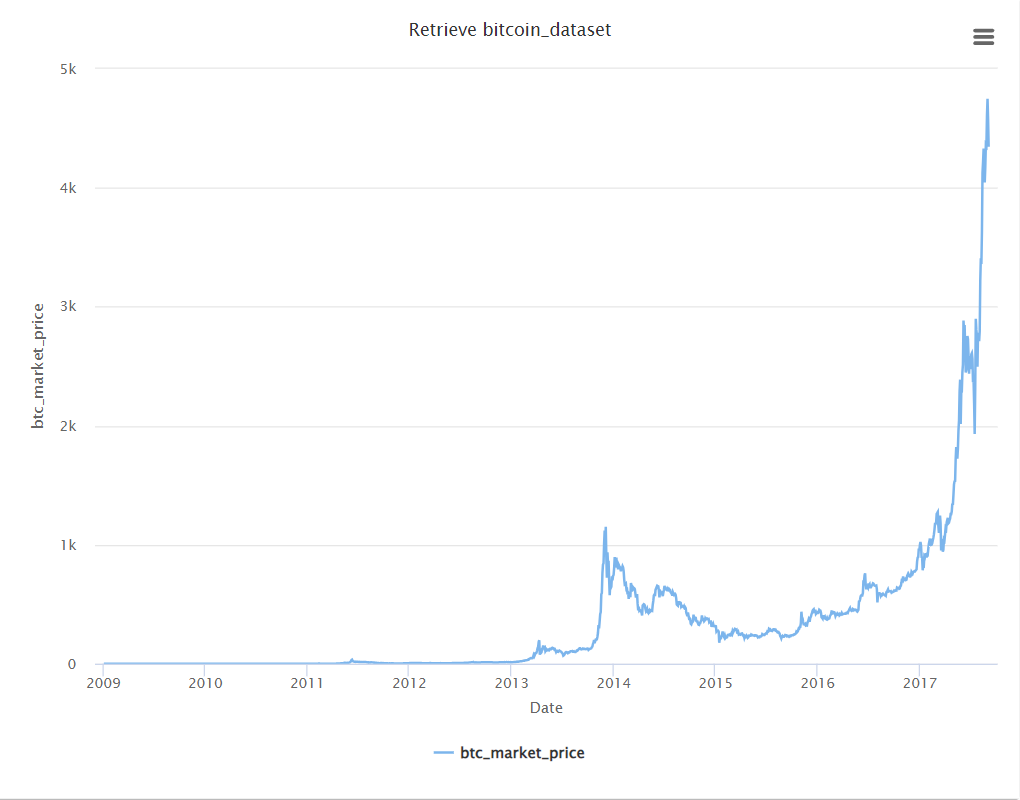 Retrieve bitcoin_dataset
5k
4k
3k
2k
1k
0
btc_market_price
2009 2010 2011 2012 2013 2014 2015 2016 2017
Date
btc_market_price